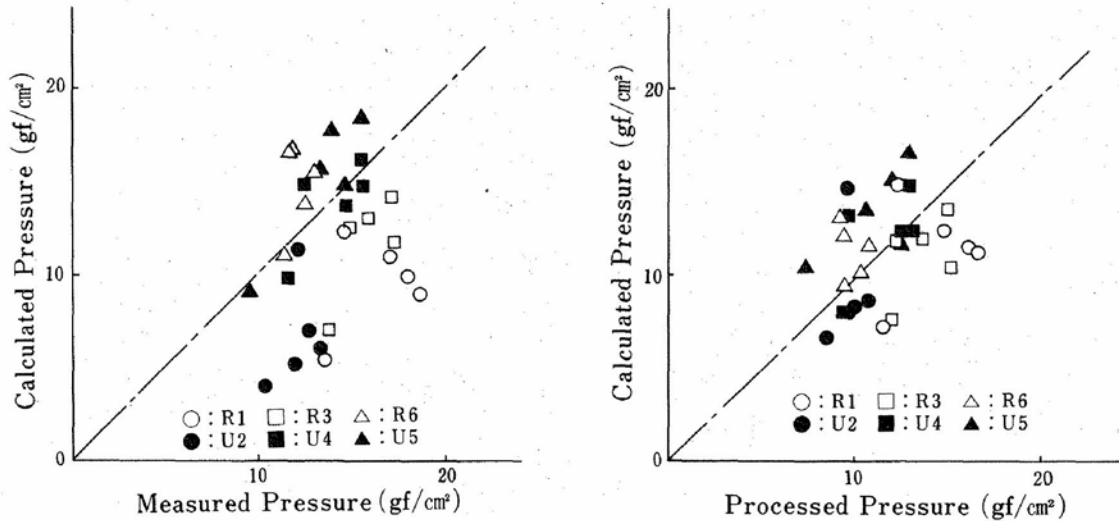 Calculated Pressure (gf/cm²)
20
10
0
10
20
○ : R1 □ : R3 △ : R6
● : U2 ■ : U4 ▲ : U5
Measured Pressure (gf/cm²)
Calculated Pressure (gf/cm²)
20
10
0
10
20
○ : R1 □ : R3 △ : R6
● : U2 ■ : U4 ▲ : U5
Processed Pressure (gf/cm²)